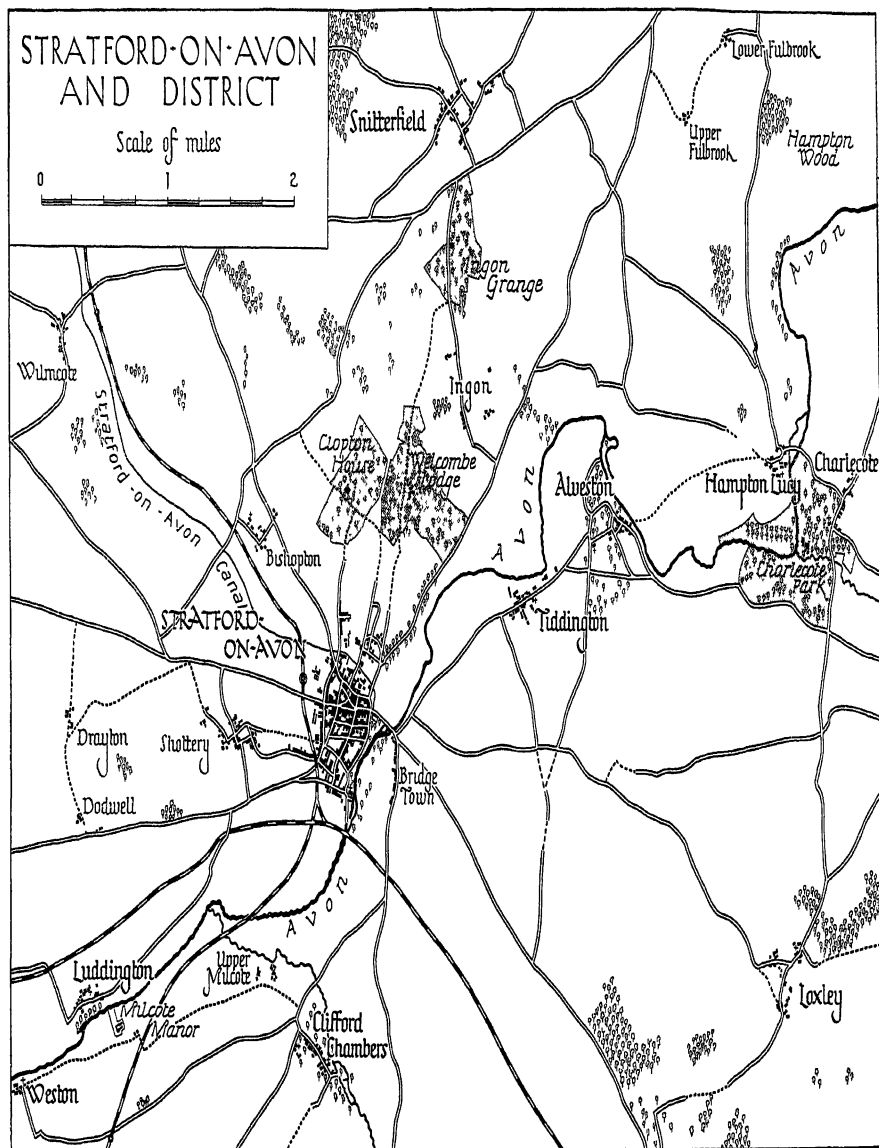 STRATFORD-ON-AVON
AND DISTRICT
Scale of miles
0 1 2
Lower Fulbrook
Snitterfield
Upper
Fulbrook
Hampton
Wood
Avon
Ingon
Grange
Wilmcote
Ingon
Stratford-on-Avon
Canal
Clopton
House
Welcombe
Lodge
Avon
Alveston
Hampton Lucy
Charlecote
Bishopton
Charlecote
Park
STRATFORD-
ON-AVON
Tiddington
Drayton
Shottery
Bridge
Town
Dodwell
Avon
Luddington
Upper
Milcote
Milcote
Manor
Clifford
Chambers
Loxley
Weston